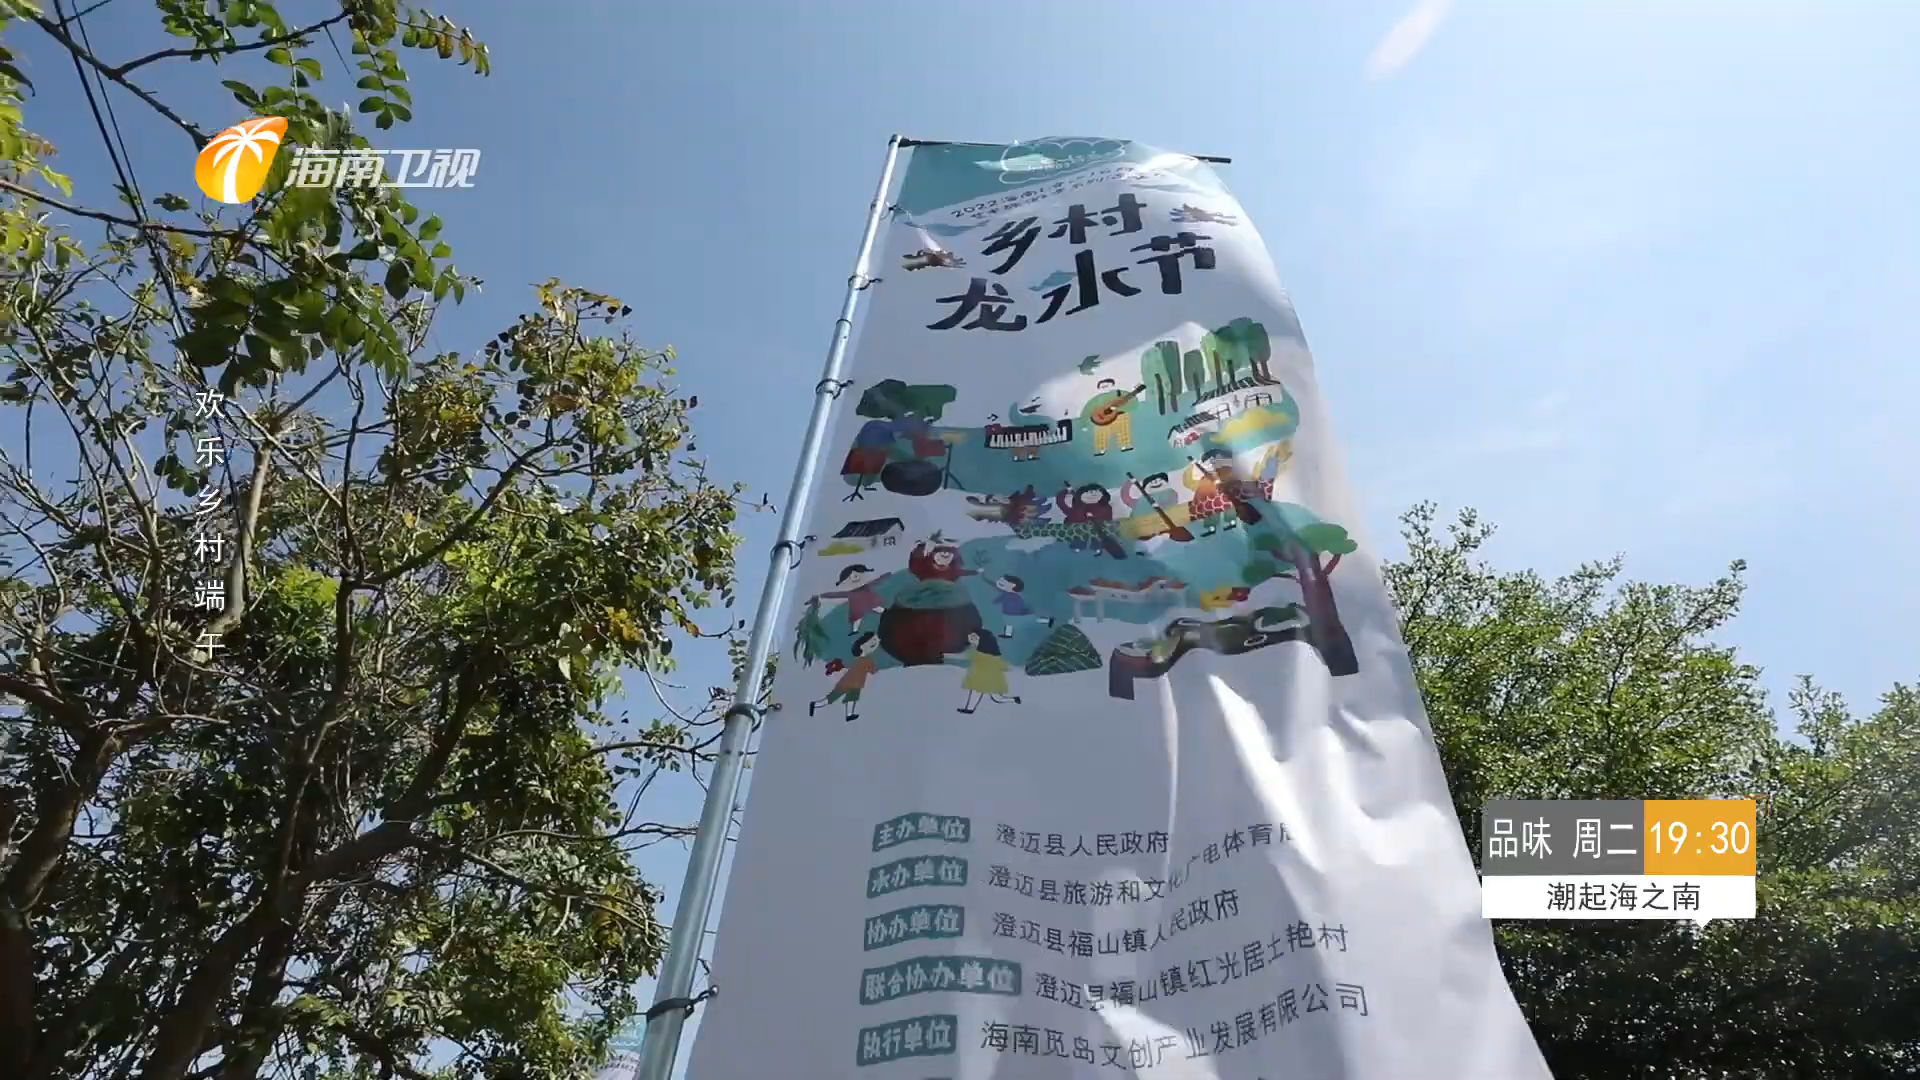 海南卫视
欢乐乡村端午
乡村
龙水节
主办单位 澄迈县人民政府
承办单位 澄迈县旅游和文化广电体育局
协办单位 澄迈县福山镇人民政府
联合协办单位 澄迈县福山镇红光居土艳村
执行单位 海南觅岛文创产业发展有限公司
品味 周二 19:30
潮起海之南